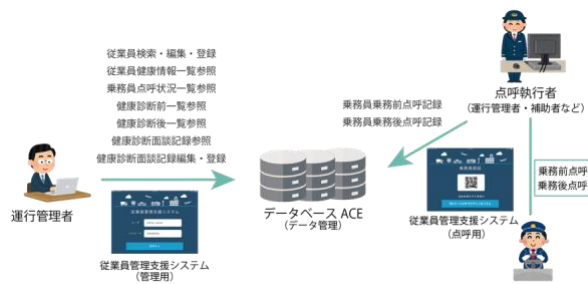 従業員検索・編集・登録
従業員健康情報一覧参照
乗務員点呼状況一覧参照
健康診断前一覧参照
健康診断後一覧参照
健康診断面談記録参照
健康診断面談記録編集・登録
運行管理者
従業員管理支援システム
(管理用)
データベース ACE
(データ管理)
乗務員乗務前点呼記録
乗務員乗務後点呼記録
点呼執行者
(運行管理者・補助者など)
従業員管理支援システム
(点呼用)
乗務前点呼
乗務後点呼